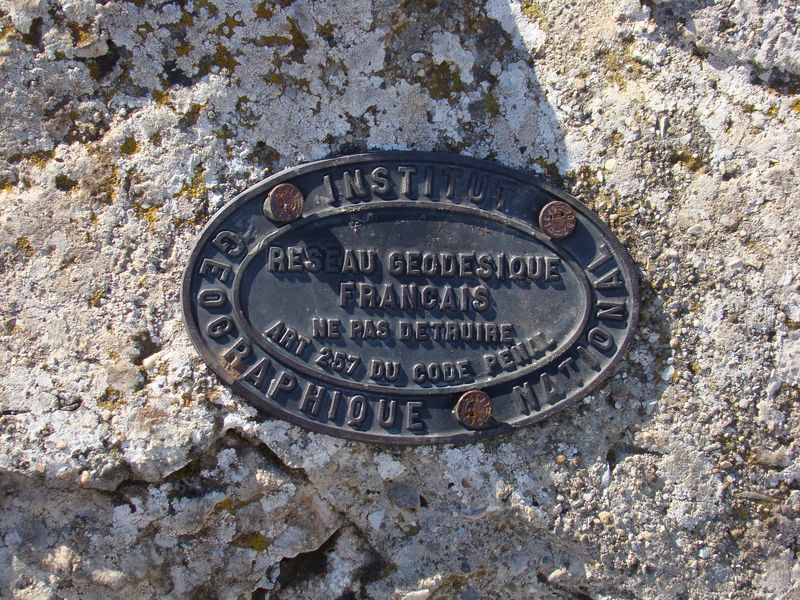 INSTITUT
GEOGRAPHIQUE
NATIONAL
RESEAU GEODESIQUE
FRANCAIS
NE PAS DETRUIRE
ART 257 DU CODE PENAL